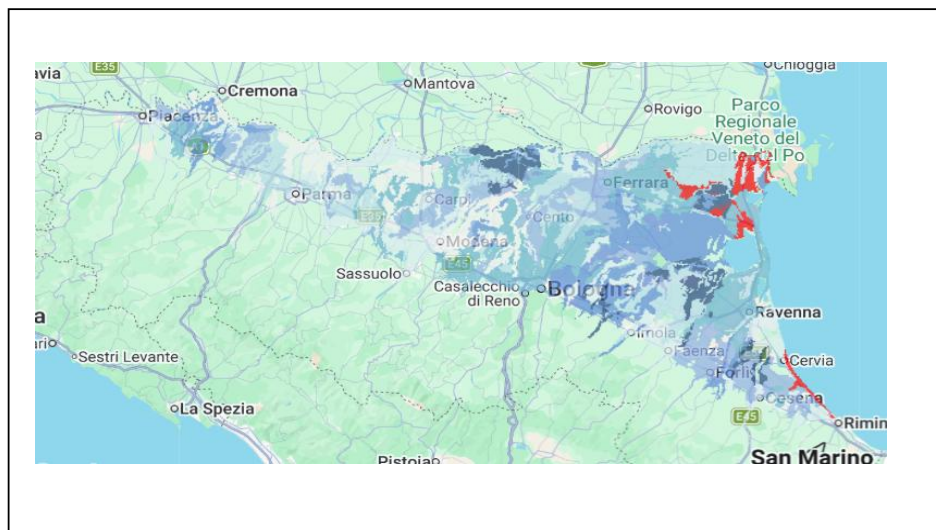 avia
E35
Cremona
Mantova
Chioggia
Piacenza
Rovigo
Parco
Regionale
Veneto del
Delta del Po
Parma
Ferrara
Carpi
Cento
Modena
E45
Sassuolo
Casalecchio
di Reno
Bologna
Ravenna
Imola
Faenza
Cervia
Sestri Levante
Forlì
Cesena
La Spezia
E45
Rimin
Pistoia
San Marino